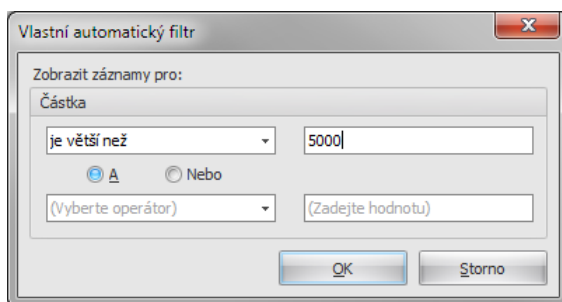 Vlastní automatický filtr
Zobrazit záznamy pro:
Částka
je větší než 5000
A Nebo
(Vyberte operátor) (Zadejte hodnotu)
OK Storno